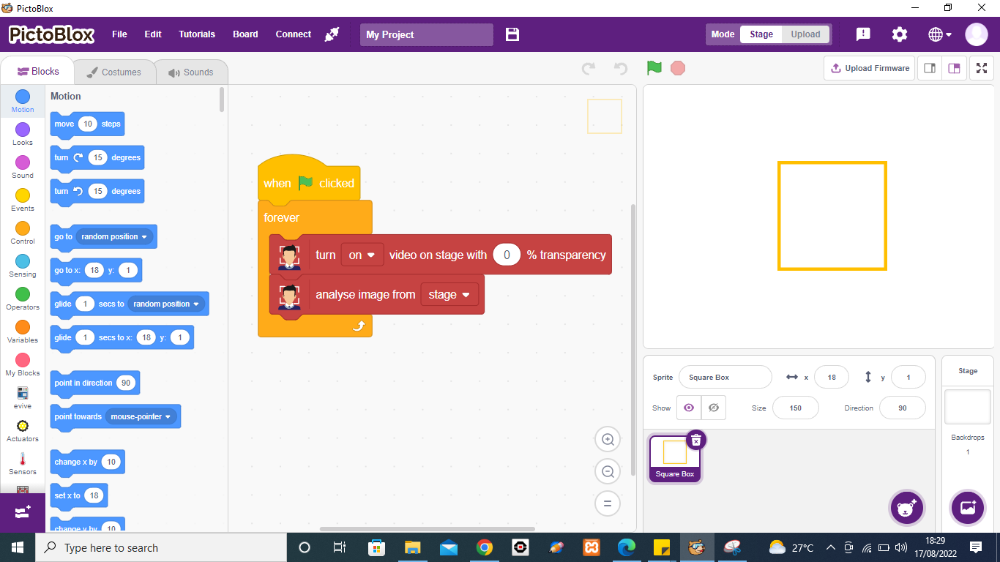 PictoBlox
PictoBlox File Edit Tutorials Board Connect My Project Mode Stage Upload
Blocks Costumes Sounds Upload Firmware
Motion
Looks
Sound
Events
Control
Sensing
Operators
Variables
My Blocks
evive
Actuators
Sensors
Motion
move 10 steps
turn 15 degrees
turn 15 degrees
go to random position
go to x: 18 y: 1
glide 1 secs to random position
glide 1 secs to x: 18 y: 1
point in direction 90
point towards mouse-pointer
change x by 10
set x to 18
change y by 10
when clicked
forever
turn on video on stage with 0 % transparency
analyse image from stage
Sprite Square Box x 18 y 1
Show Size 150 Direction 90
Square Box
Stage
Backdrops
1
Type here to search
27°C
18:29
17/08/2022